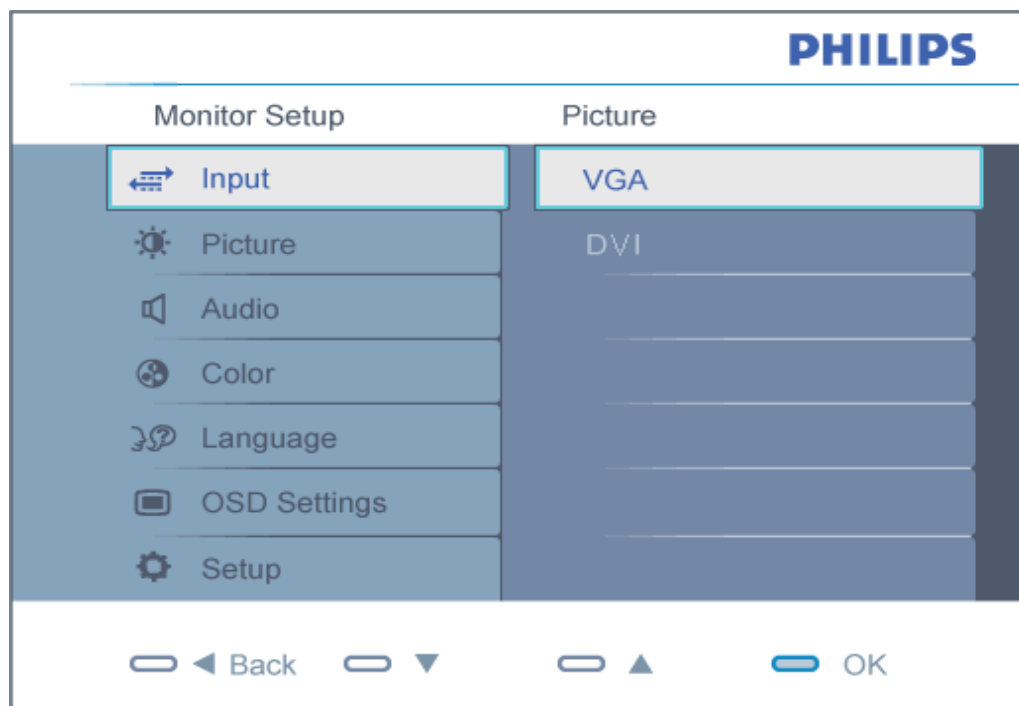 PHILIPS
Monitor Setup Picture
Input VGA
Picture DVI
Audio
Color
Language
OSD Settings
Setup
Back OK